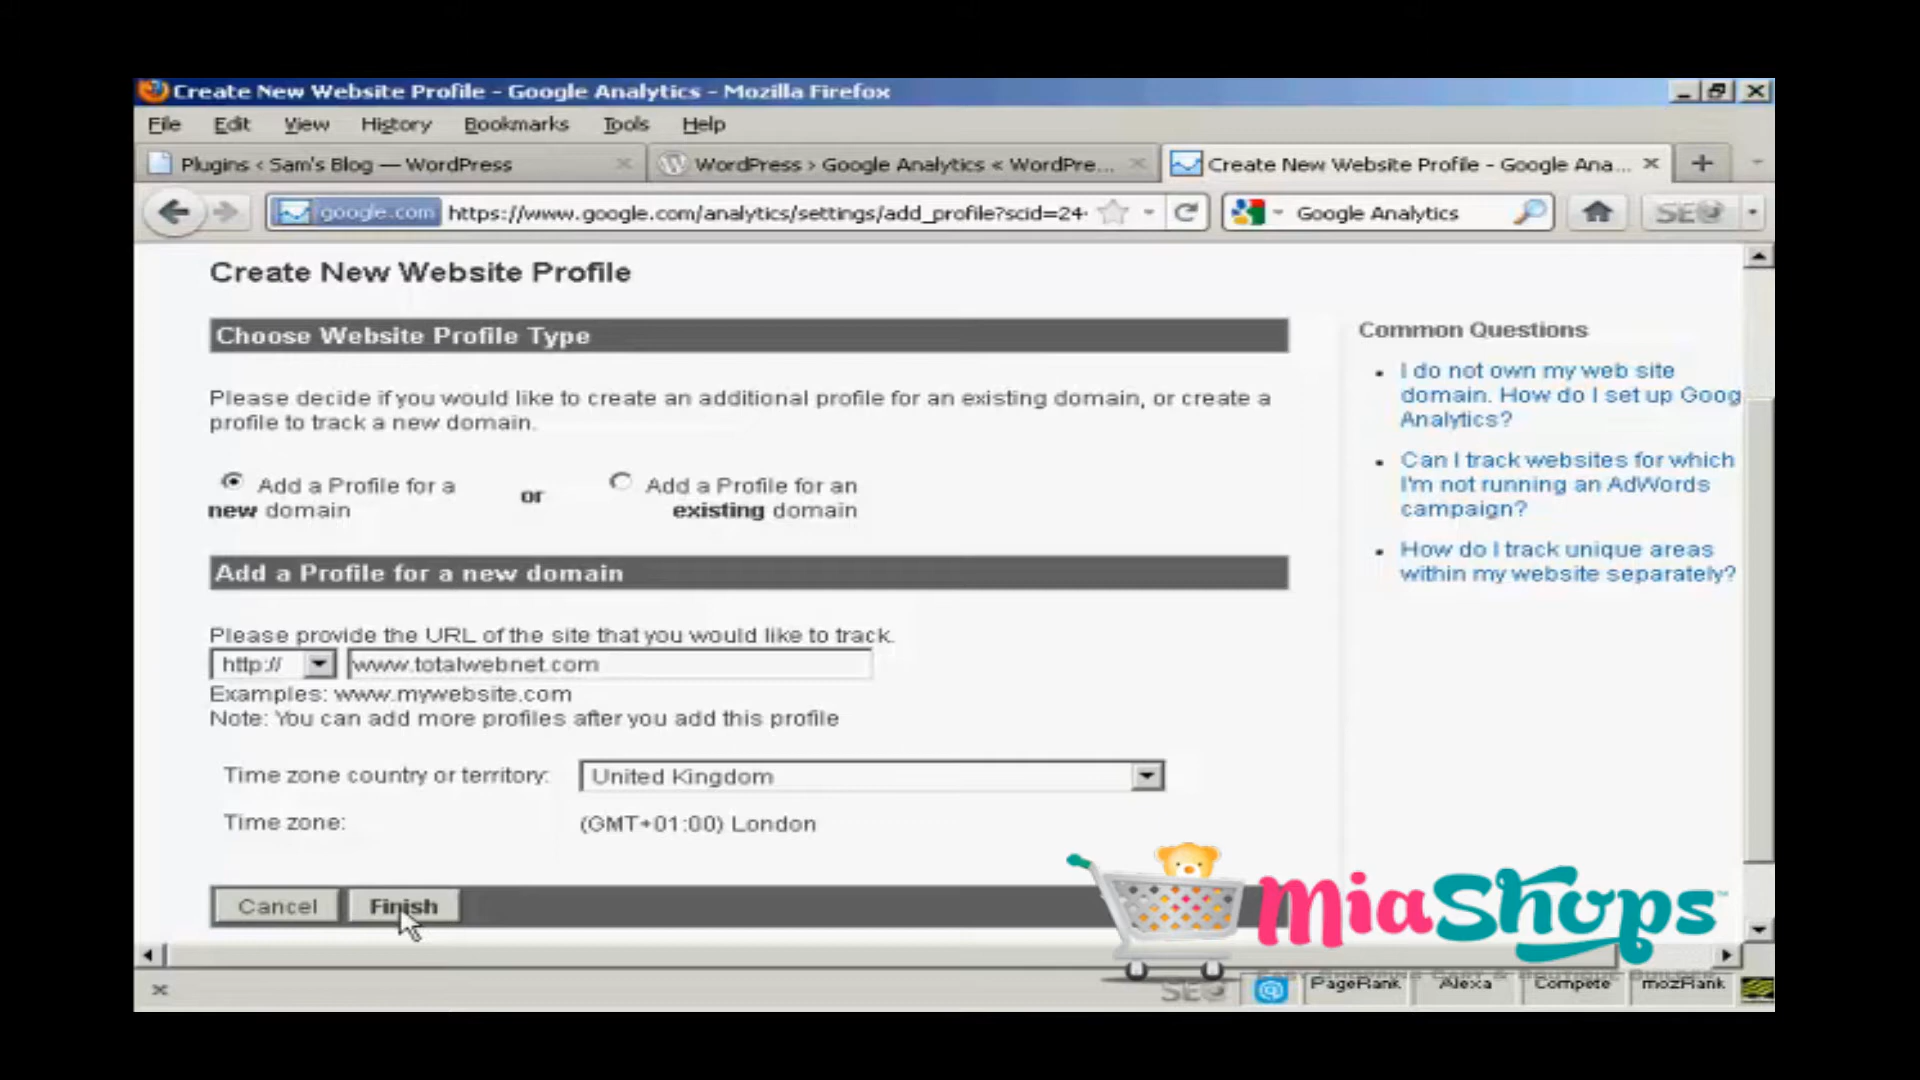 Create New Website Profile - Google Analytics - Mozilla Firefox
File Edit View History Bookmarks Tools Help
Plugins ‹ Sam's Blog — WordPress
WordPress › Google Analytics « WordPre...
Create New Website Profile - Google Ana...
google.com https://www.google.com/analytics/settings/add_profile?scid=24
Google Analytics
SEO
Create New Website Profile
Choose Website Profile Type
Please decide if you would like to create an additional profile for an existing domain, or create a
profile to track a new domain.
Add a Profile for a
new domain
or
Add a Profile for an
existing domain
Add a Profile for a new domain
Please provide the URL of the site that you would like to track.
http:// www.totalwebnet.com
Examples: www.mywebsite.com
Note: You can add more profiles after you add this profile
Time zone country or territory: United Kingdom
Time zone: (GMT+01:00) London
Cancel Finish
Common Questions
I do not own my web site
domain. How do I set up Goog
Analytics?
Can I track websites for which
I'm not running an AdWords
campaign?
How do I track unique areas
within my website separately?
MiaShops™
SEO PageRank Alexa Compete mozRank